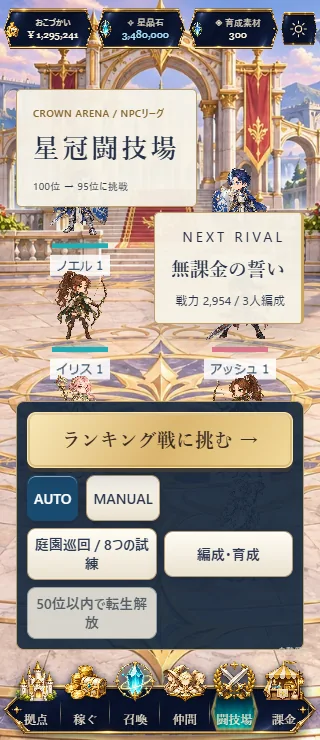 おこづかい
¥1,295,241
✧ 星晶石
3,480,000
◈ 育成素材
300
CROWN ARENA / NPCリーグ
星冠闘技場
100位 — 95位に挑戦
NEXT RIVAL
無課金の誓い
戦力 2,954 / 3人編成
ノエル 1
イリス 1
アッシュ 1
ランキング戦に挑む →
AUTO
MANUAL
庭園巡回 / 8つの試
練
編成・育成
50位以内で転生解
放
拠点
稼ぐ
召喚
仲間
闘技場
課金